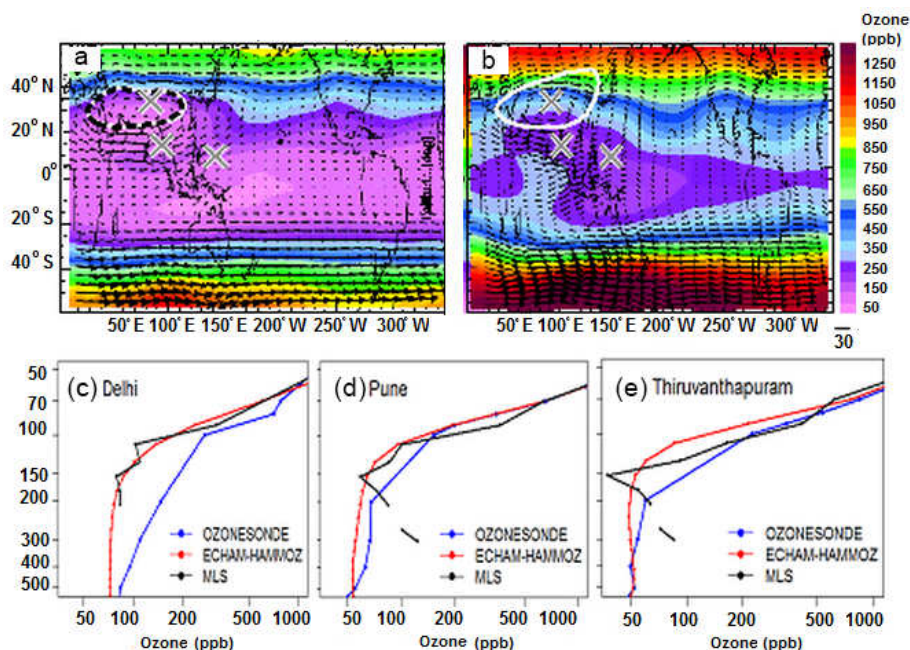 Ozone
(ppb)
a
b
40° N
20° N
0°
20° S
40° S
1250
1150
1050
950
850
750
650
550
450
350
250
150
50
50° E 100° E 150° E 200° W 250° W 300° W
50° E 100° E 150° E 200° W 250° W 300° W
30
(c) Delhi
(d) Pune
(e) Thiruvanthapuram
50
70
100
150
200
300
400
500
OZONESONDE
ECHAM-HAMMOZ
MLS
OZONESONDE
ECHAM-HAMMOZ
MLS
OZONESONDE
ECHAM-HAMMOZ
MLS
50 100 200 400 1000
50 100 200 400 1000
50 100 200 400 1000
Ozone (ppb)
Ozone (ppb)
Ozone (ppb)